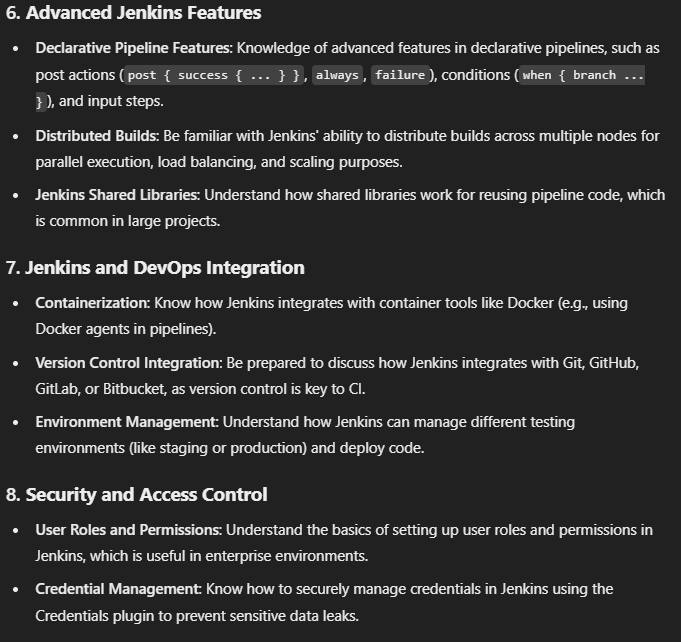 6. Advanced Jenkins Features
• Declarative Pipeline Features: Knowledge of advanced features in declarative pipelines, such as
post actions ( post { success { ... } } , always , failure ), conditions ( when { branch ...
} ), and input steps.
• Distributed Builds: Be familiar with Jenkins' ability to distribute builds across multiple nodes for
parallel execution, load balancing, and scaling purposes.
• Jenkins Shared Libraries: Understand how shared libraries work for reusing pipeline code, which
is common in large projects.
7. Jenkins and DevOps Integration
• Containerization: Know how Jenkins integrates with container tools like Docker (e.g., using
Docker agents in pipelines).
• Version Control Integration: Be prepared to discuss how Jenkins integrates with Git, GitHub,
GitLab, or Bitbucket, as version control is key to CI.
• Environment Management: Understand how Jenkins can manage different testing
environments (like staging or production) and deploy code.
8. Security and Access Control
• User Roles and Permissions: Understand the basics of setting up user roles and permissions in
Jenkins, which is useful in enterprise environments.
• Credential Management: Know how to securely manage credentials in Jenkins using the
Credentials plugin to prevent sensitive data leaks.